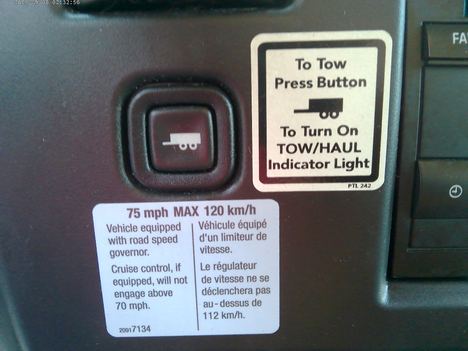 To Tow
Press Button
To Turn On
TOW/HAUL
Indicator Light
PTL 242
FA
75 mph MAX 120 km/h
Vehicle equipped
with road speed
governor.
Cruise control, if
equipped, will not
engage above
70 mph.
20017134
Véhicule équipé
d'un limiteur de
vitesse.
Le régulateur
de vitesse ne se
déclenchera pas
au-dessus de
112 km/h.